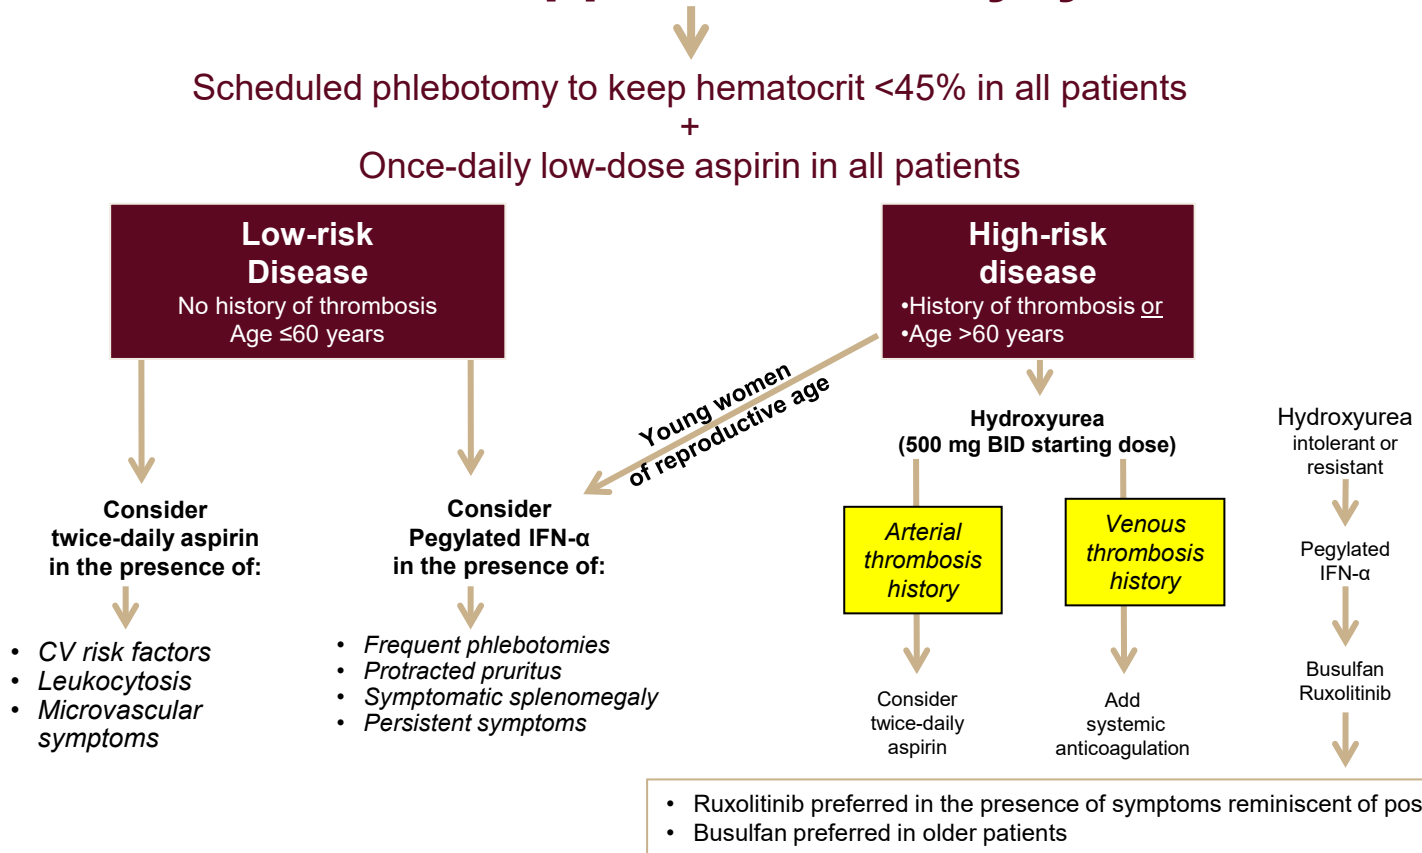 Scheduled phlebotomy to keep hematocrit <45% in all patients
+
Once-daily low-dose aspirin in all patients
Low-risk
Disease
No history of thrombosis
Age ≤60 years
High-risk
disease
•History of thrombosis or
•Age >60 years
Young women
of reproductive age
Consider
twice-daily aspirin
in the presence of:
• CV risk factors
• Leukocytosis
• Microvascular
symptoms
Consider
Pegylated IFN-α
in the presence of:
• Frequent phlebotomies
• Protracted pruritus
• Symptomatic splenomegaly
• Persistent symptoms
Hydroxyurea
(500 mg BID starting dose)
Arterial
thrombosis
history
Consider
twice-daily
aspirin
Venous
thrombosis
history
Add
systemic
anticoagulation
Hydroxyurea
intolerant or
resistant
Pegylated
IFN-α
Busulfan
Ruxolitinib
• Ruxolitinib preferred in the presence of symptoms reminiscent of pos
• Busulfan preferred in older patients